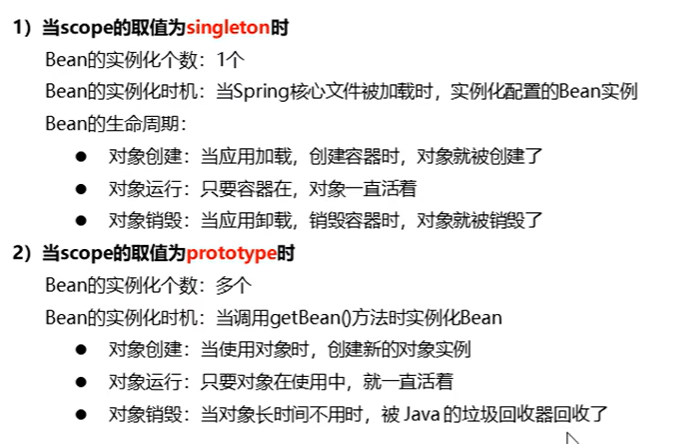 1）当scope的取值为singleton时
Bean的实例化个数：1个
Bean的实例化时机：当Spring核心文件被加载时，实例化配置的Bean实例
Bean的生命周期：
● 对象创建：当应用加载，创建容器时，对象就被创建了
● 对象运行：只要容器在，对象一直活着
● 对象销毁：当应用卸载，销毁容器时，对象就被销毁了
2）当scope的取值为prototype时
Bean的实例化个数：多个
Bean的实例化时机：当调用getBean()方法时实例化Bean
● 对象创建：当使用对象时，创建新的对象实例
● 对象运行：只要对象在使用中，就一直活着
● 对象销毁：当对象长时间不用时，被 Java 的垃圾回收器回收了